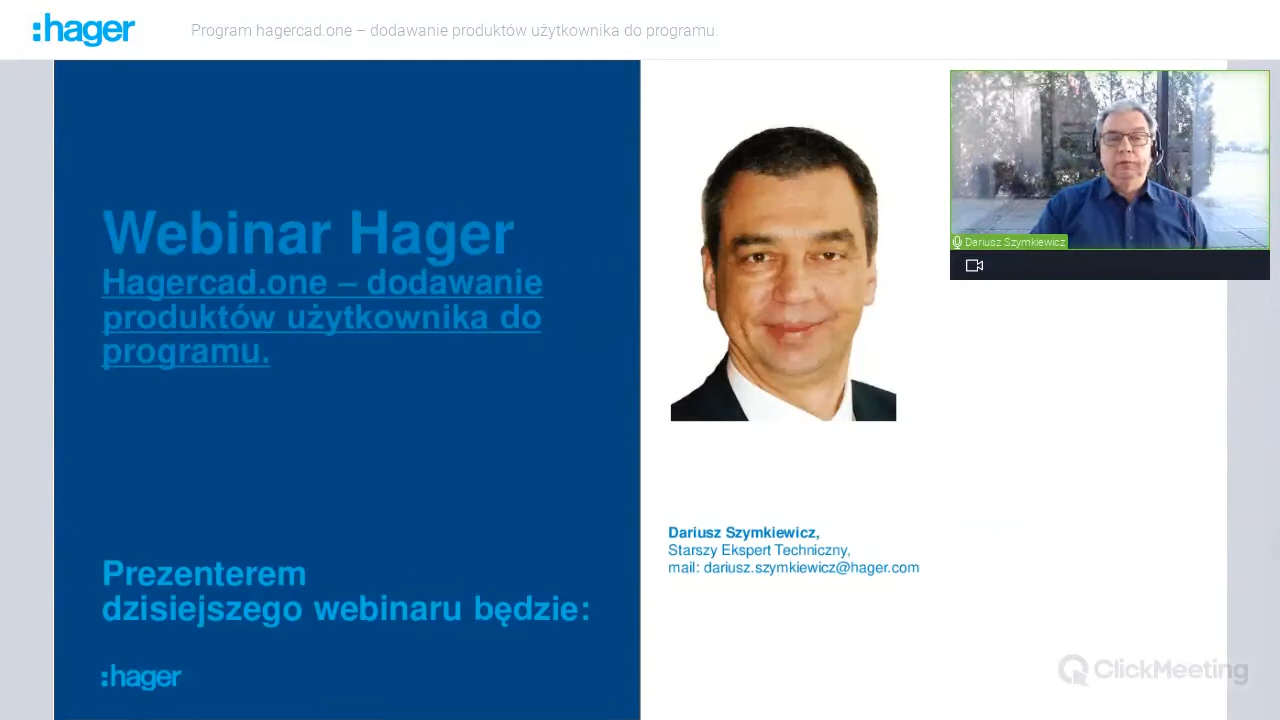 :hager
Program hagercad.one – dodawanie produktów użytkownika do programu.
Webinar Hager
Hagercad.one – dodawanie
produktów użytkownika do
programu.
Dariusz Szymkiewicz
Dariusz Szymkiewicz,
Starszy Ekspert Techniczny,
mail: dariusz.szymkiewicz@hager.com
Prezenterem
dzisiejszego webinaru będzie:
:hager
ClickMeeting